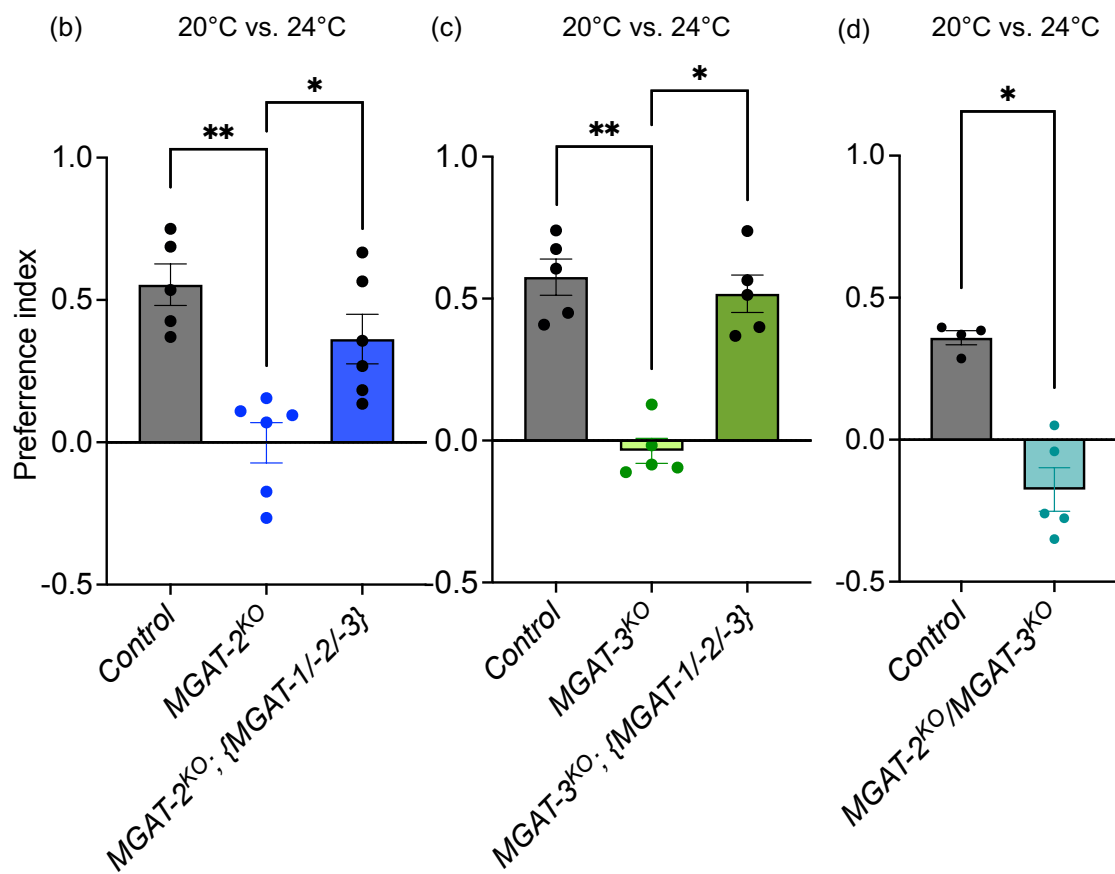 (b) 20°C vs. 24°C
(c) 20°C vs. 24°C
(d) 20°C vs. 24°C
Preferrence index
**
*
1.0
0.5
0.0
-0.5
Control
MGAT-2KO
MGAT-2KO; {MGAT-1/-2/-3}
**
*
1.0
0.5
0.0
-0.5
Control
MGAT-3KO
MGAT-3KO; {MGAT-1/-2/-3}
*
1.0
0.5
0.0
-0.5
Control
MGAT-2KO/MGAT-3KO